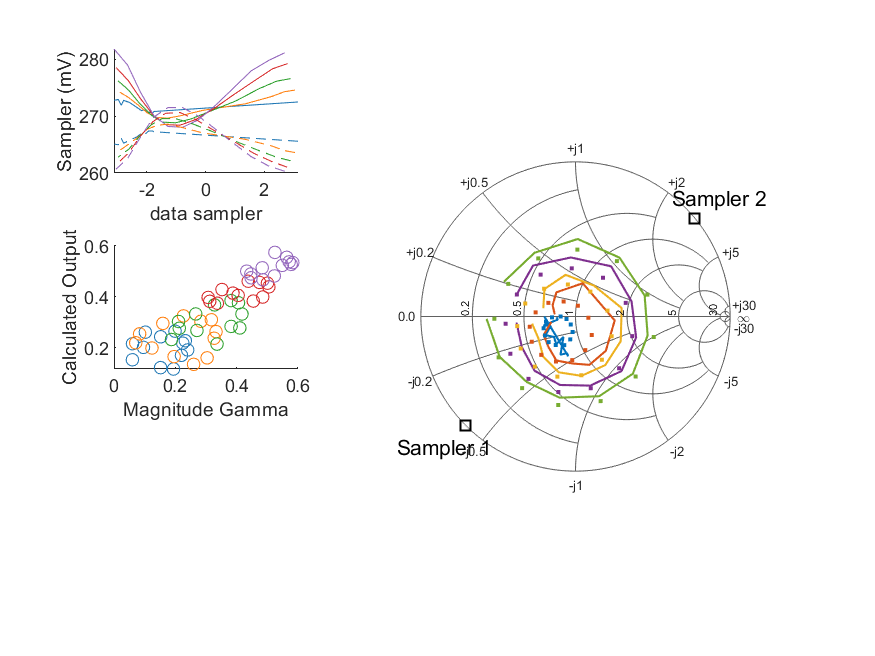 Sampler (mV)
280
270
260
-2
0
2
data sampler
Calculated Output
0.6
0.4
0.2
0
0.2
0.4
0.6
Magnitude Gamma
+j1
+j0.5
+j2
Sampler 2
+j0.2
+j5
0.0
0.2
0.5
1
2
5
30
+j30
∞
-j30
-j0.2
-j5
Sampler 1
-j0.5
-j2
-j1